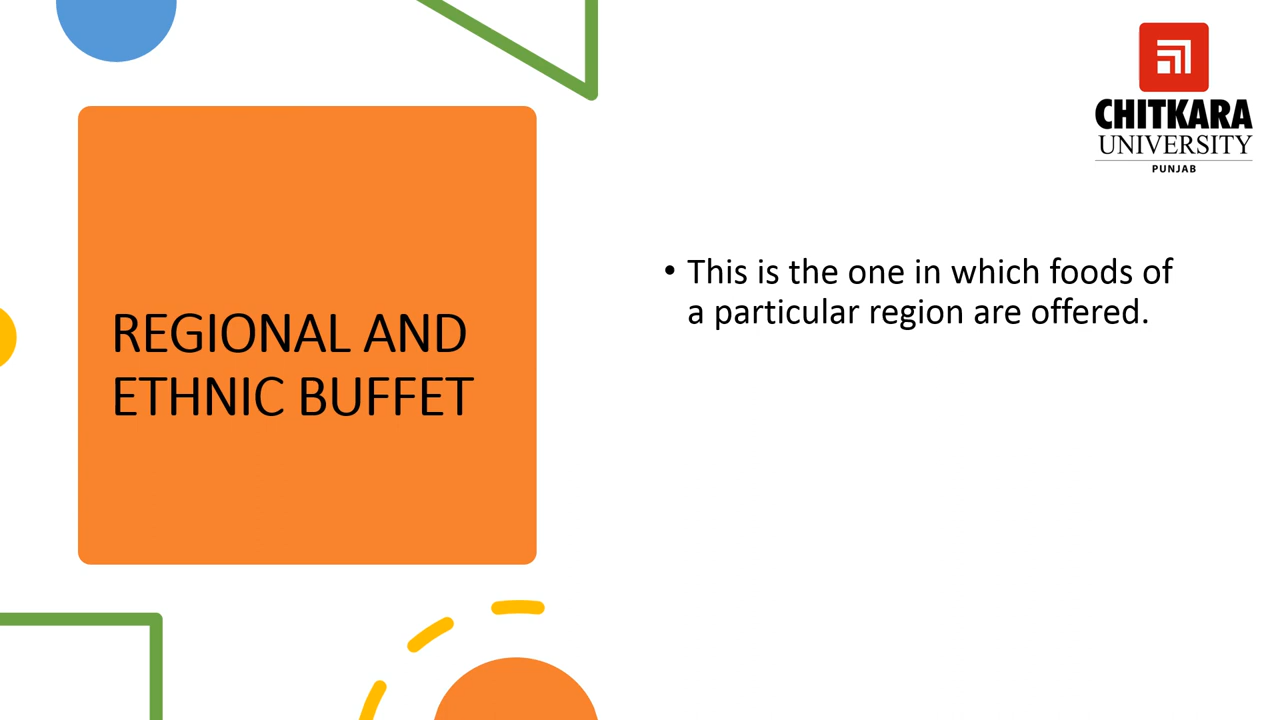 CHITKARA
UNIVERSITY
PUNJAB
REGIONAL AND
ETHNIC BUFFET
• This is the one in which foods of
a particular region are offered.